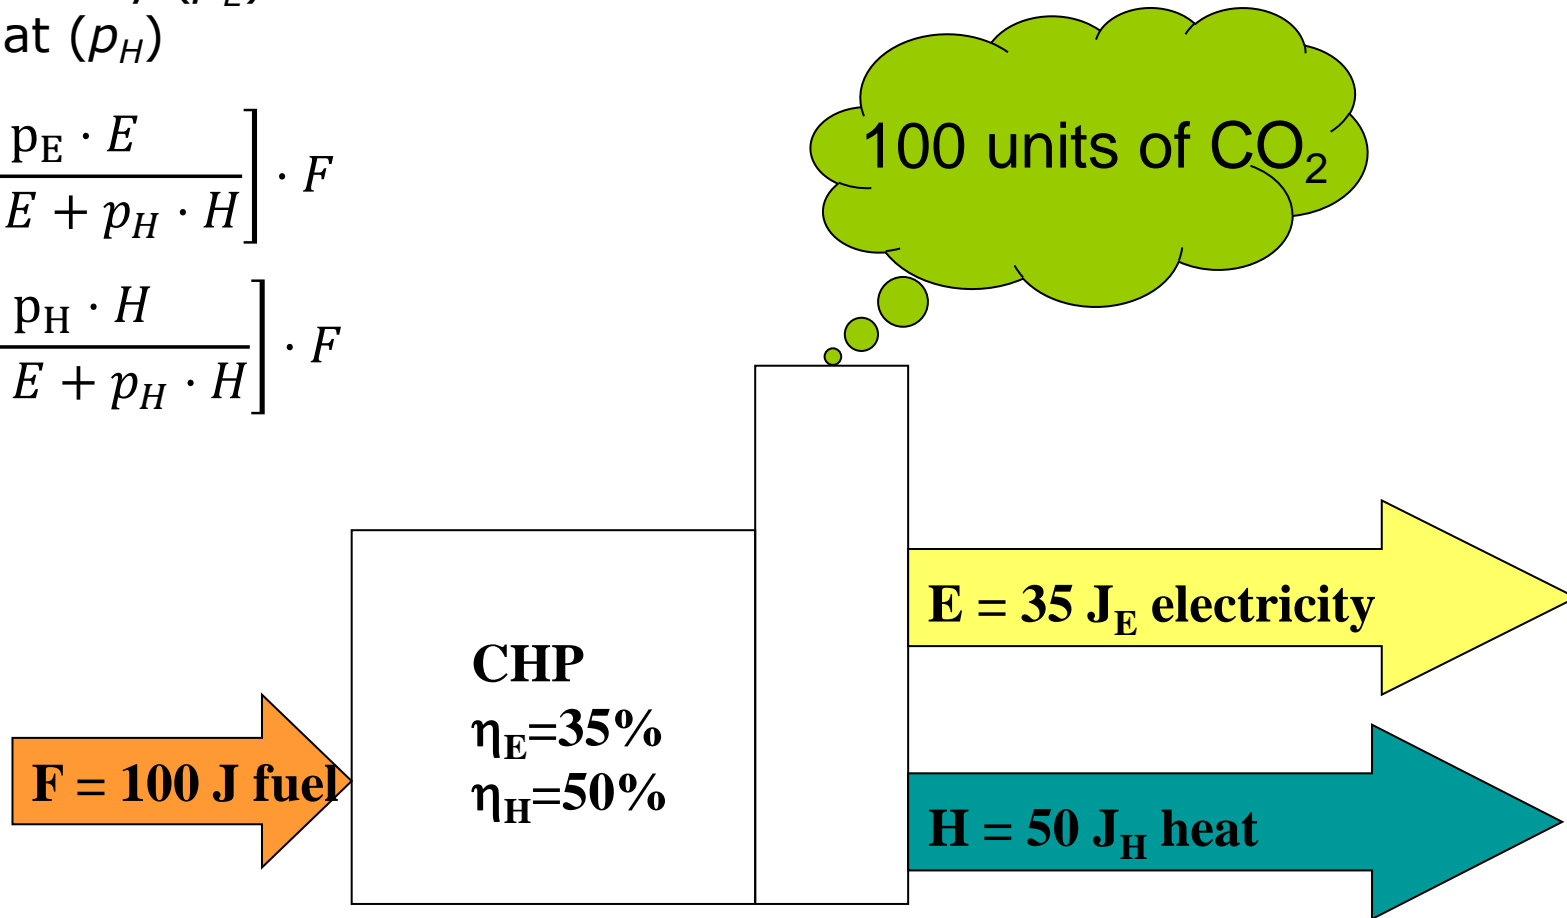 (p_E)
at (p_H)
p_E · E
E + p_H · H ] · F
p_H · H
E + p_H · H ] · F
100 units of CO₂
E = 35 J_E electricity
CHP
η_E=35%
η_H=50%
F = 100 J fuel
H = 50 J_H heat